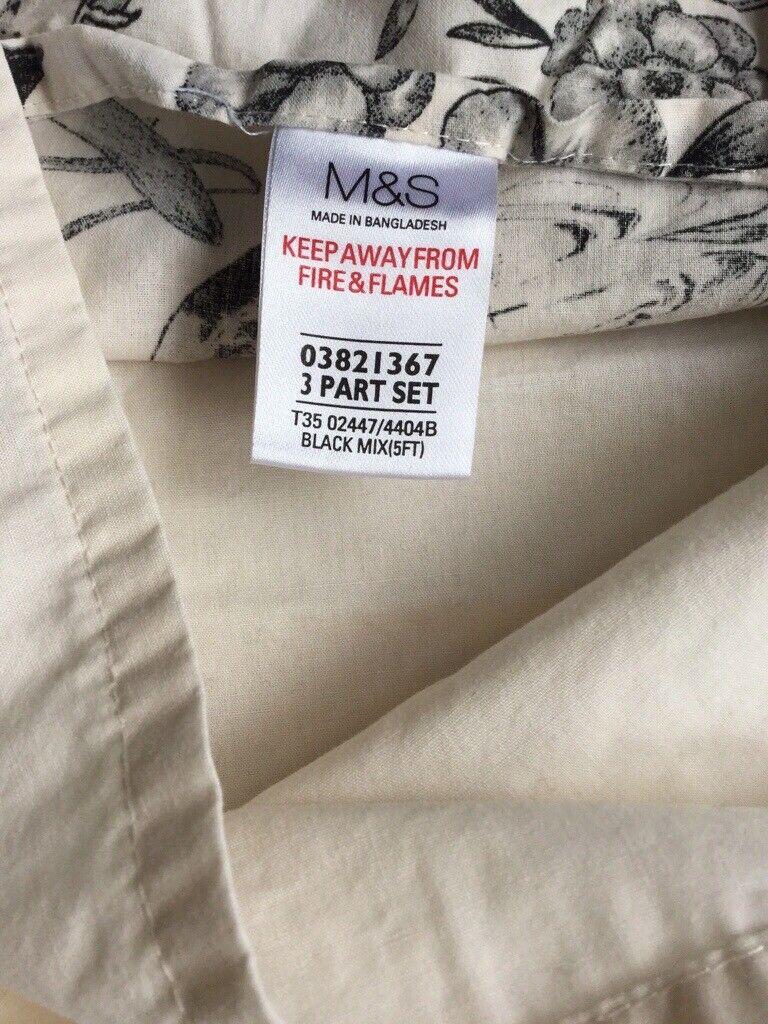 M&S
MADE IN BANGLADESH
KEEP AWAY FROM
FIRE & FLAMES
03821367
3 PART SET
T35 02447/4404B
BLACK MIX(5FT)